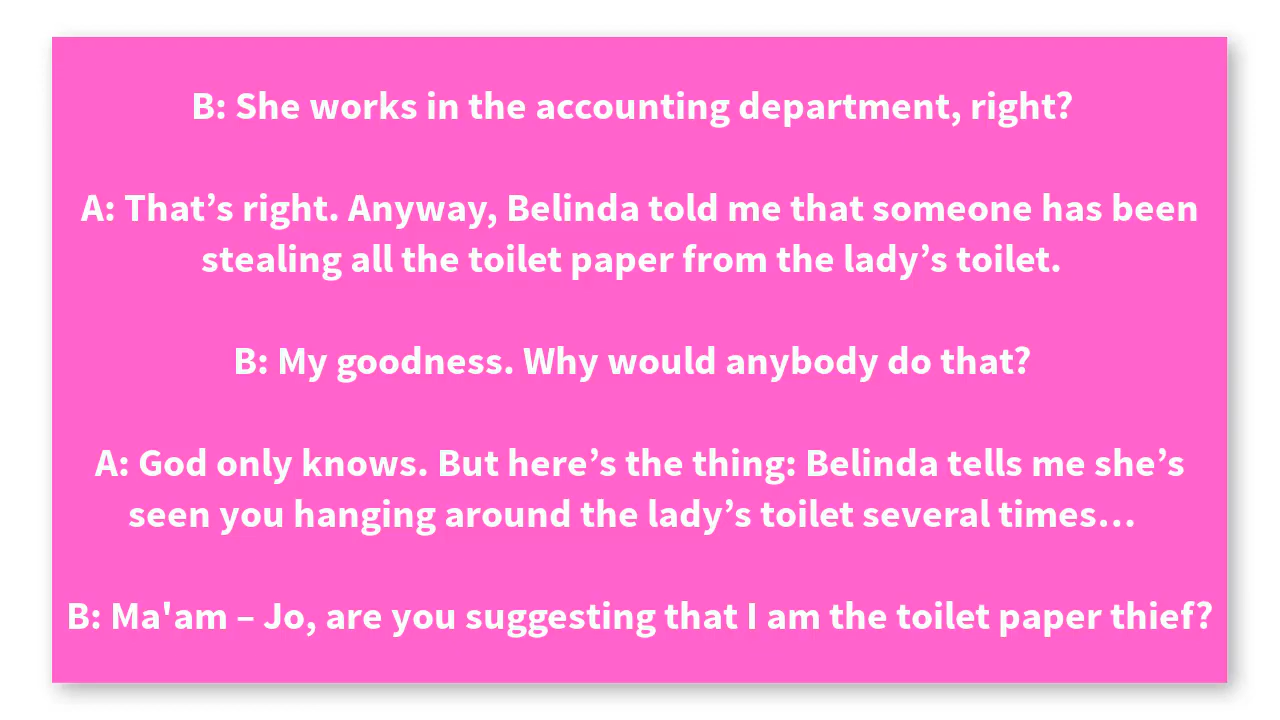 B: She works in the accounting department, right?
A: That’s right. Anyway, Belinda told me that someone has been
stealing all the toilet paper from the lady’s toilet.
B: My goodness. Why would anybody do that?
A: God only knows. But here’s the thing: Belinda tells me she’s
seen you hanging around the lady’s toilet several times…
B: Ma'am – Jo, are you suggesting that I am the toilet paper thief?